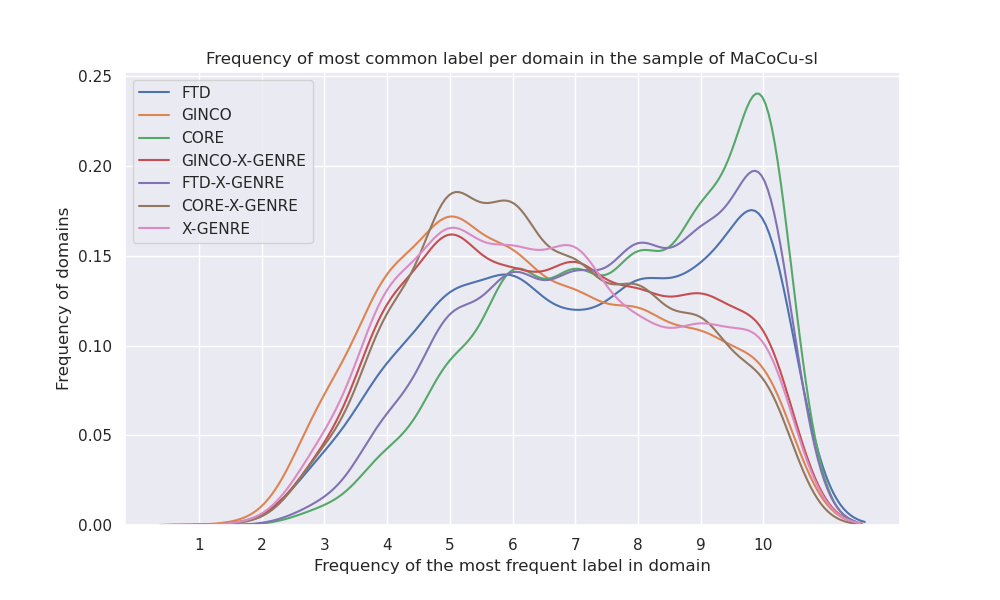 Frequency of most common label per domain in the sample of MaCoCu-sl
Frequency of domains
0.25
0.20
0.15
0.10
0.05
0.00
FTD
GINCO
CORE
GINCO-X-GENRE
FTD-X-GENRE
CORE-X-GENRE
X-GENRE
1 2 3 4 5 6 7 8 9 10
Frequency of the most frequent label in domain